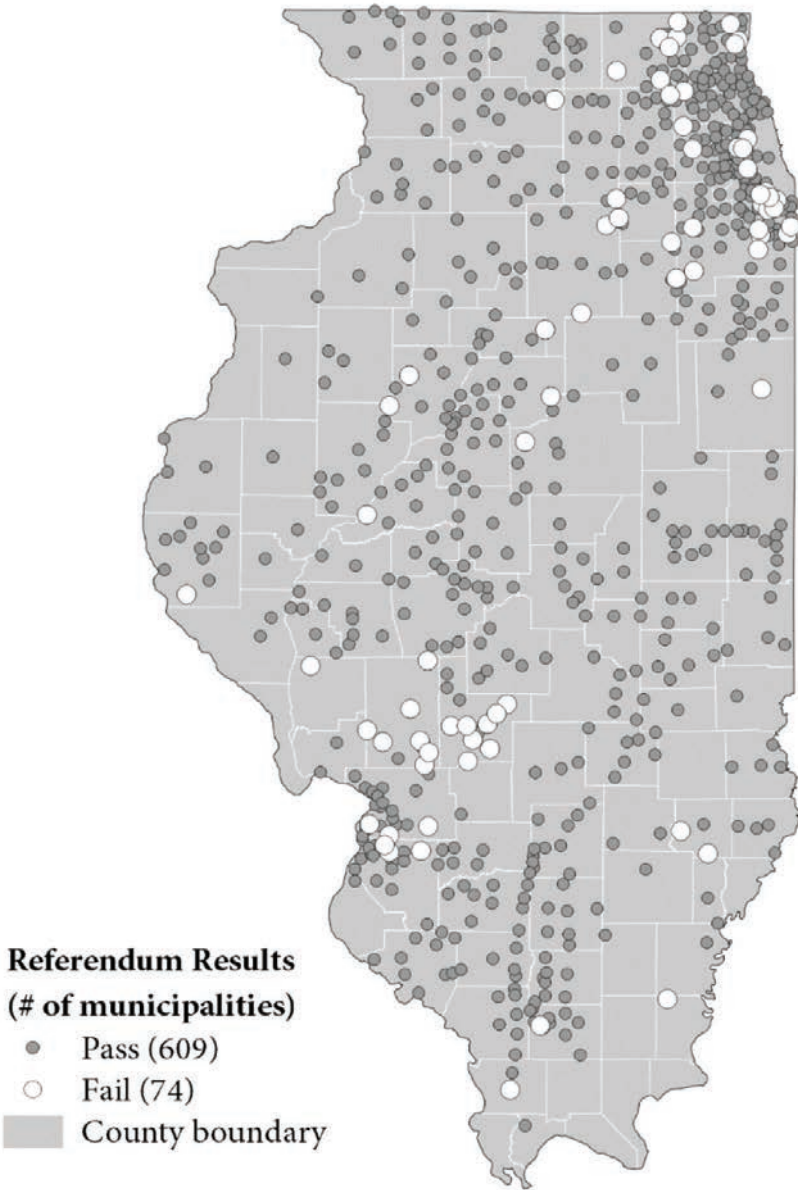 Referendum Results
(# of municipalities)
Pass (609)
Fail (74)
County boundary